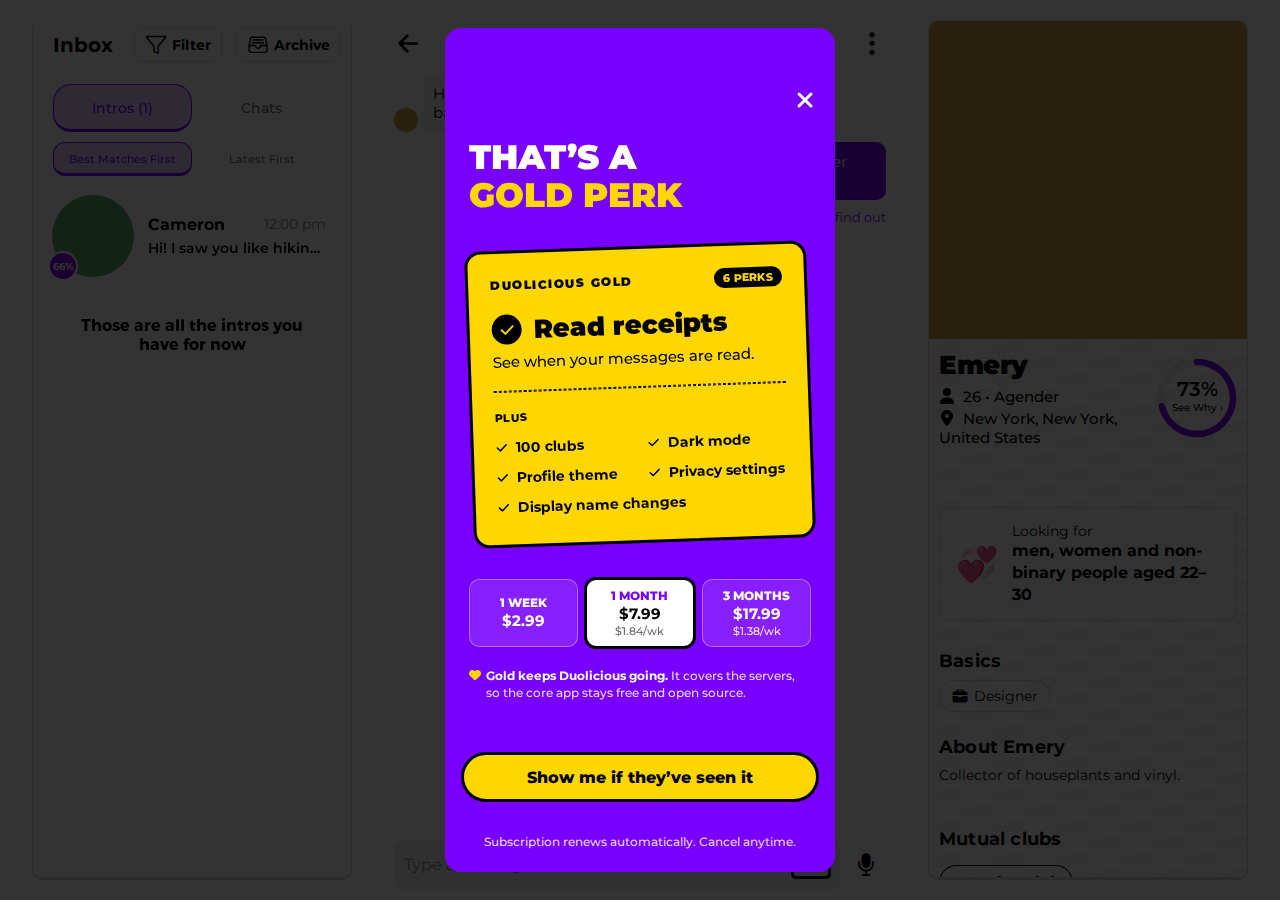 Inbox
Filter
Archive
Intros (1)
Chats
Best Matches First
Latest First
Cameron
12:00 pm
66%
Hi! I saw you like hikin...
Those are all the intros you
have for now
find out
Type
THAT’S A
GOLD PERK
DUOLICIOUS GOLD
6 PERKS
Read receipts
See when your messages are read.
PLUS
100 clubs
Dark mode
Profile theme
Privacy settings
Display name changes
1 WEEK
$2.99
1 MONTH
$7.99
$1.84/wk
3 MONTHS
$17.99
$1.38/wk
Gold keeps Duolicious going. It covers the servers,
so the core app stays free and open source.
Show me if they’ve seen it
Subscription renews automatically. Cancel anytime.
Emery
26 • Agender
New York, New York,
United States
73%
See Why ›
Looking for
men, women and non-
binary people aged 22–
30
Basics
Designer
About Emery
Collector of houseplants and vinyl.
Mutual clubs